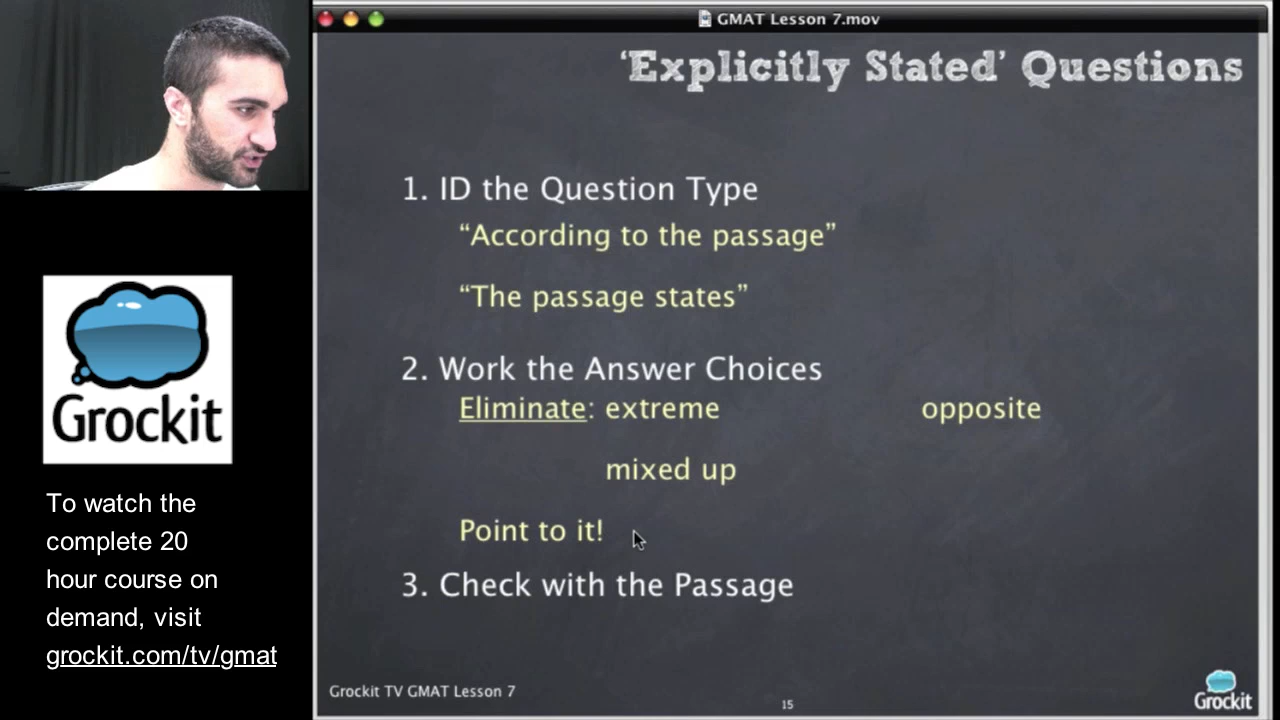 GMAT Lesson 7.mov
‘Explicitly Stated’ Questions
1. ID the Question Type
“According to the passage”
“The passage states”
2. Work the Answer Choices
Eliminate: extreme opposite
mixed up
Point to it!
3. Check with the Passage
Grockit TV GMAT Lesson 7
15
Grockit
Grockit
To watch the
complete 20
hour course on
demand, visit
grockit.com/tv/gmat